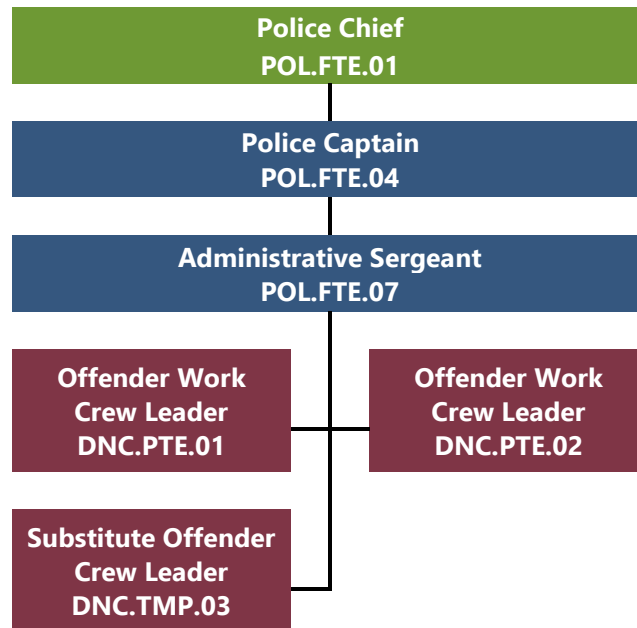 Police Chief
POL.FTE.01
Police Captain
POL.FTE.04
Administrative Sergeant
POL.FTE.07
Offender Work
Crew Leader
DNC.PTE.01
Offender Work
Crew Leader
DNC.PTE.02
Substitute Offender
Crew Leader
DNC.TMP.03